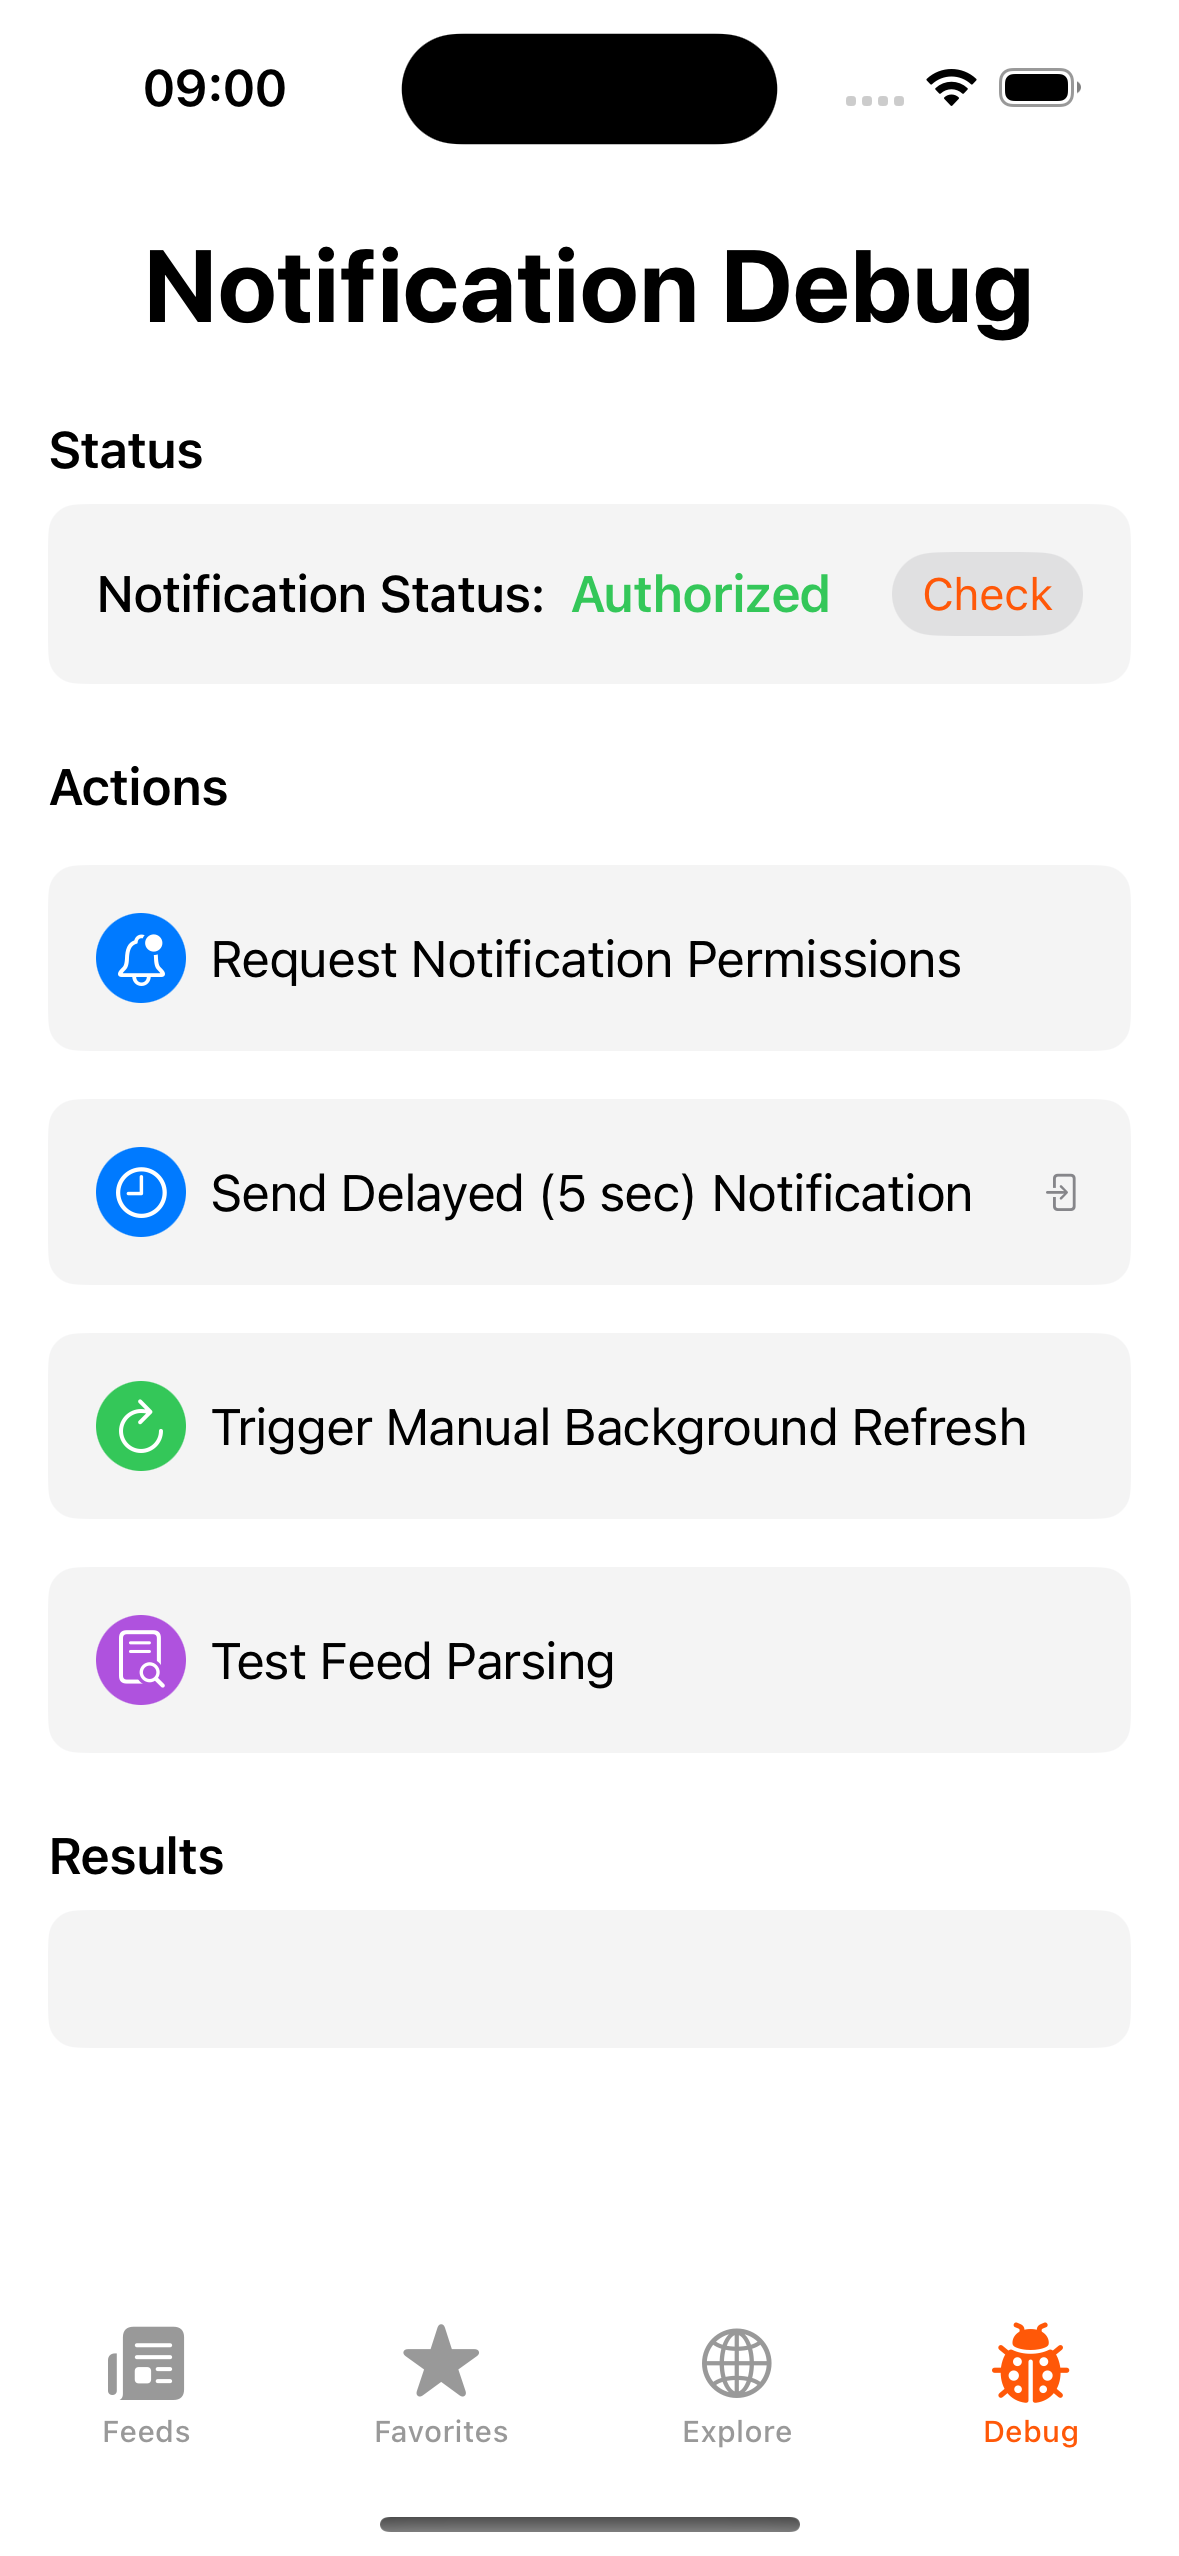 09:00
Notification Debug
Status
Notification Status: Authorized
Check
Actions
Request Notification Permissions
Send Delayed (5 sec) Notification
Trigger Manual Background Refresh
Test Feed Parsing
Results
Feeds
Favorites
Explore
Debug